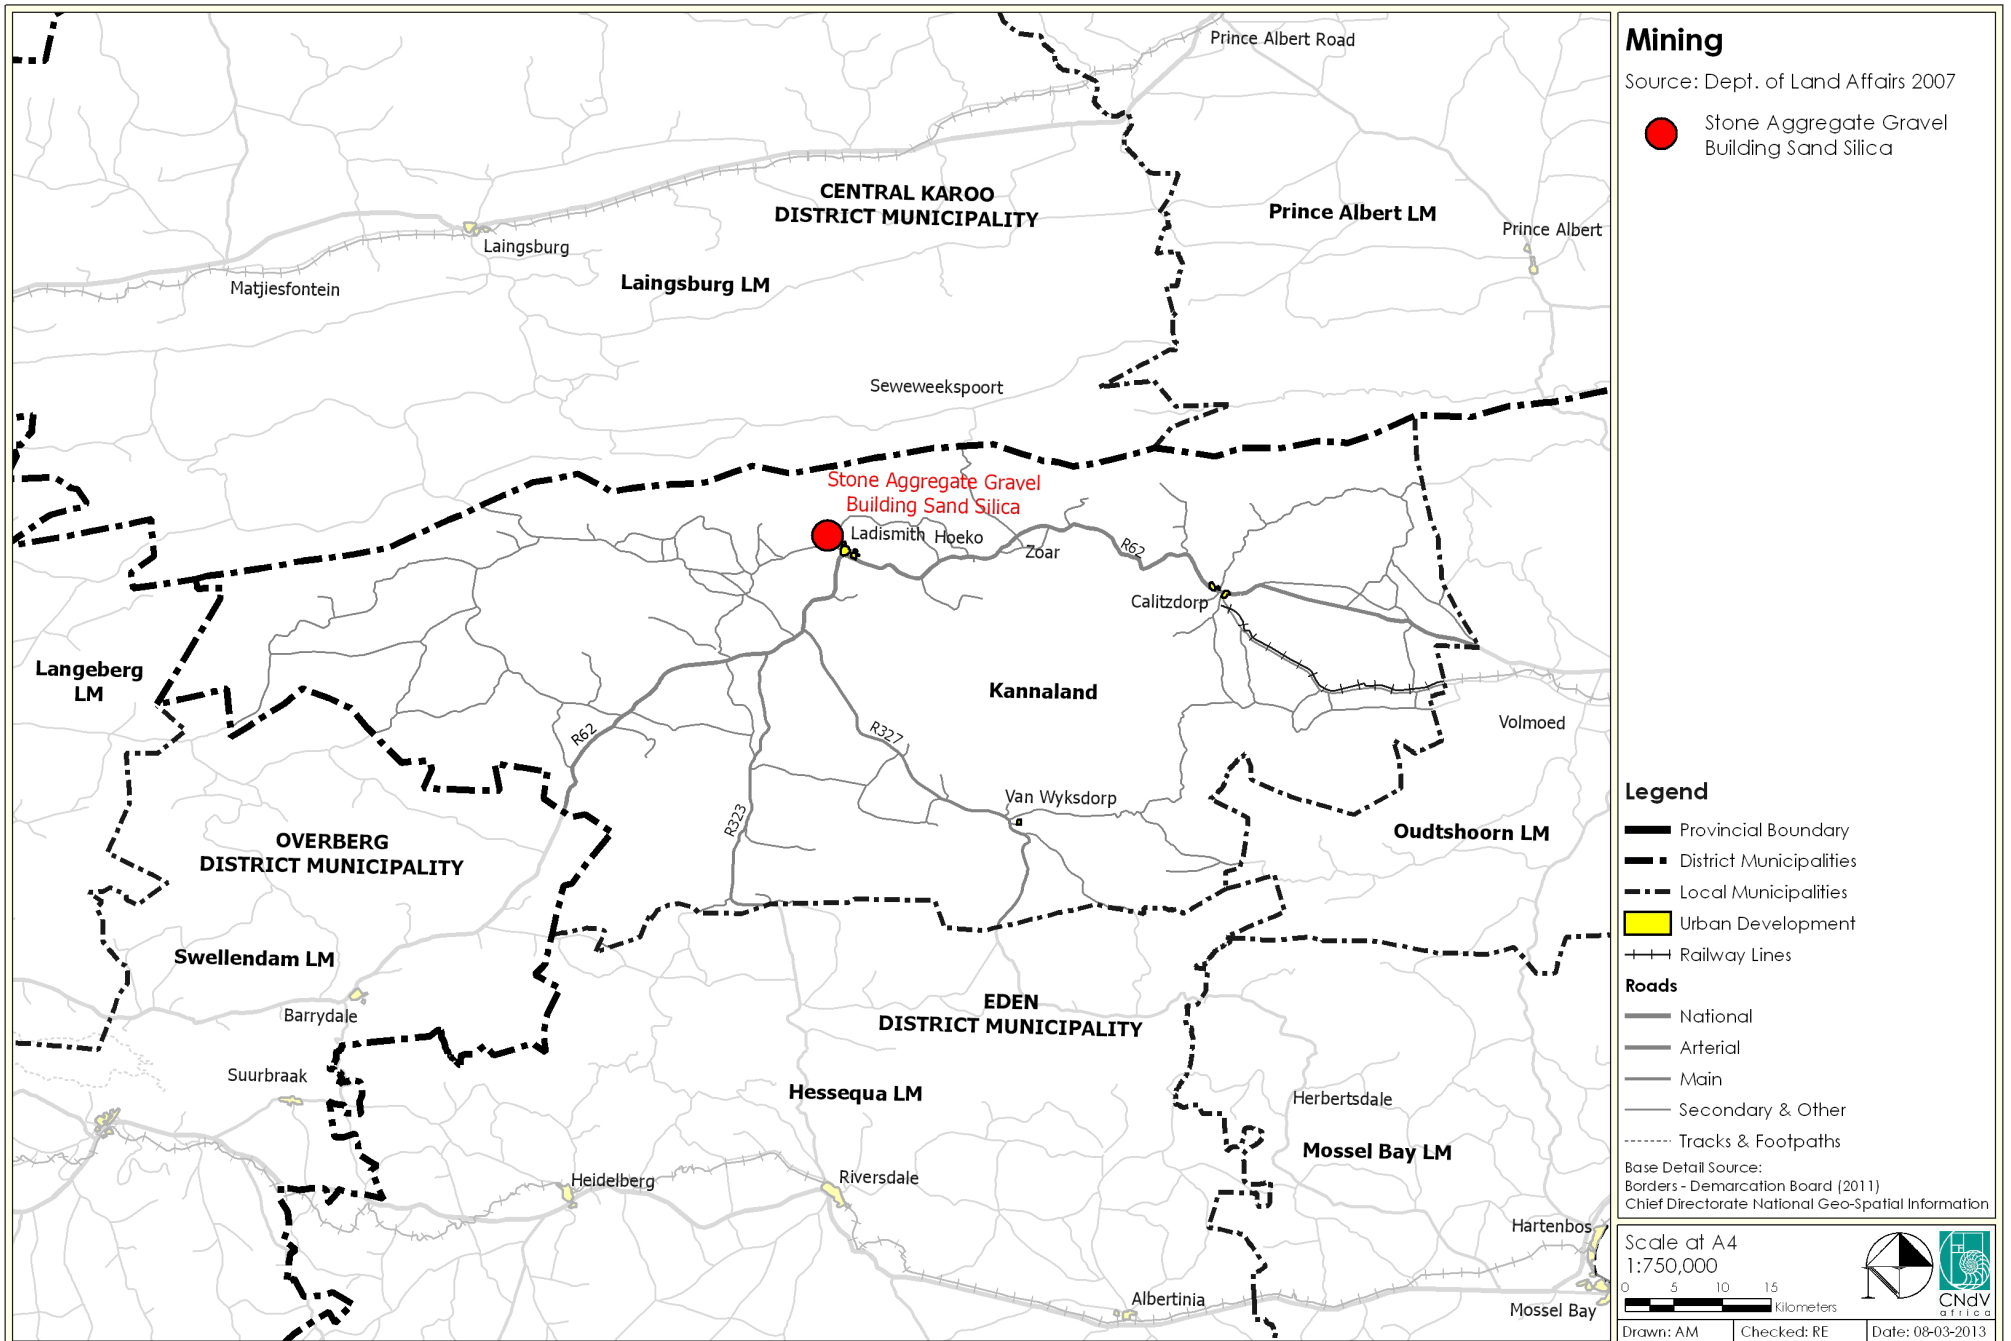 Prince Albert Road
CENTRAL KAROO
DISTRICT MUNICIPALITY
Prince Albert LM
Prince Albert
Laingsburg
Matjiesfontein
Laingsburg LM
Seweweekspoort
Stone Aggregate Gravel
Building Sand Silica
Ladismith
Hoeko
Zoar
R62
Calitzdorp
Langeberg
LM
Kannaland
Volmoed
R62
R327
R323
Van Wyksdorp
OVERBERG
DISTRICT MUNICIPALITY
Oudtshoorn LM
Swellendam LM
Barrydale
EDEN
DISTRICT MUNICIPALITY
Suurbraak
Hessequa LM
Herbertsdale
Mossel Bay LM
Heidelberg
Riversdale
Hartenbos
Albertinia
Mossel Bay
Mining
Source: Dept. of Land Affairs 2007
Stone Aggregate Gravel
Building Sand Silica
Legend
Provincial Boundary
District Municipalities
Local Municipalities
Urban Development
Railway Lines
Roads
National
Arterial
Main
Secondary & Other
Tracks & Footpaths
Base Detail Source:
Borders - Demarcation Board (2011)
Chief Directorate National Geo-Spatial Information
Scale at A4
1:750,000
0 5 10 15
Kilometers
N
CNdV
africa
Drawn: AM
Checked: RE
Date: 08-03-2013